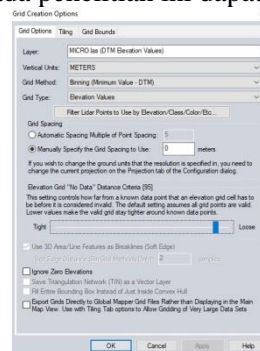 Grid Creation Options
Grid Options Tiling Grid Bounds
Layer: MICRO.las (DTM Elevation Values)
Vertical Units: METERS
Grid Method: Binning (Minimum Value - DTM)
Grid Type: Elevation Values
Filter Lidar Points to Use by Elevation/Class/Color/Etc...
Grid Spacing
Automatic Spacing Multiple of Point Spacing: 5
Manually Specify the Grid Spacing to Use: 0 meters
If you wish to change the ground units that the resolution is specified in, you need to
change the current projection on the Projection tab of the Configuration dialog.
Elevation Grid "No Data" Distance Criteria [95]
This setting controls how far from a known data point that an elevation grid cell has to
be before it is considered invalid. The default setting assumes all grid points are valid.
Lower values make the valid grid stay tighter around known data points.
Tight Loose
Use 3D Area/Line Features as Breaklines (Soft Edge)
Ignore Zero Elevations
Save Triangulation Network (TIN) as a Vector Layer
Fill Entire Bounding Box Instead of Just Inside Convex Hull
Export Grids Directly to Global Mapper Grid Files Rather than Displaying in the Main
Map View. Use with Tiling Tab Options to Allow Gridding of Very Large Data Sets
OK Cancel Apply Help